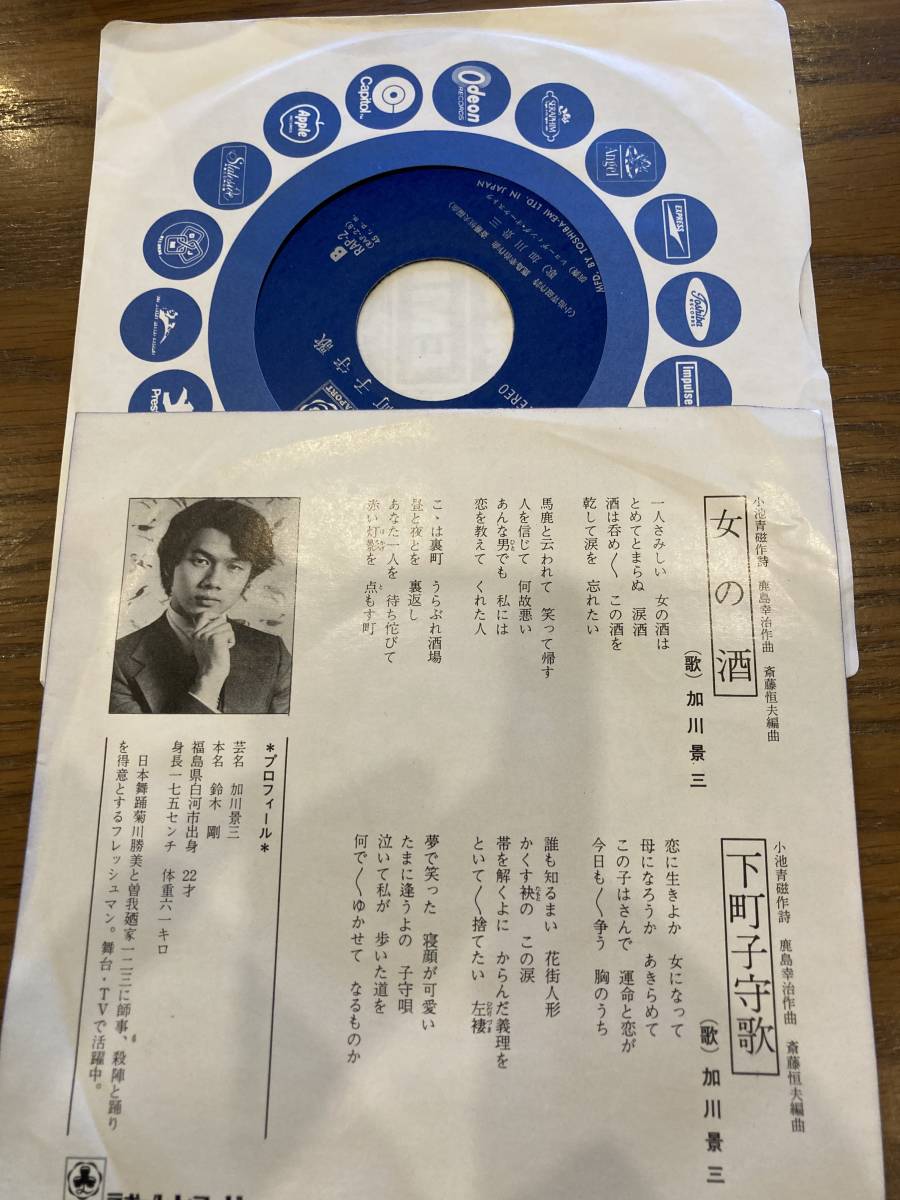 Capitol
Odeon
RECORDS
SERAPHIM
Apple
Angel
EXPRESS
Toshiba
RECORDS
Impulse
MFD. BY TOSHIBA-EMI LTD. IN JAPAN
B
RAP-2
町子守歌
歌) 加川景三
小池青磁作詩 鹿島幸治作曲 斎藤恒夫編曲
女の酒
(歌) 加川景三
一人さみしい 女の酒は
とめてとまらぬ 涙酒
酒は呑め〱 この酒を
乾して涙を 忘れたい
馬鹿と云われて 笑って帰す
人を信じて 何故悪い
あんな男でも 私には
恋を教えて くれた人
こゝは裏町 うらぶれ酒場
昼と夜とを 裏返し
あなた一人を 待ち佗びて
赤い灯景を 点もす町
小池青磁作詩 鹿島幸治作曲 斎藤恒夫編曲
下町子守歌
(歌) 加川景三
恋に生きよか 女になって
母になろうか あきらめて
この子はさんで 運命と恋が
今日も〱争う 胸のうち
誰も知るまい 花街人形
かくす袂の この涙
帯を解くよに からんだ義理を
といて〱捨てたい 左褄
夢で笑った 寝顔が可愛い
たまに逢うよの 子守唄
泣いて私が 歩いた道を
何で〱ゆかせて なるものか
*プロフィール*
芸名 加川景三
本名 鈴木 剛
福島県白河市出身 22才
身長一七五センチ 体重六一キロ
日本舞踊菊川勝美と曽我廼家一二三に師事、殺陣と踊り
を得意とするフレッシュマン。舞台・TVで活躍中。